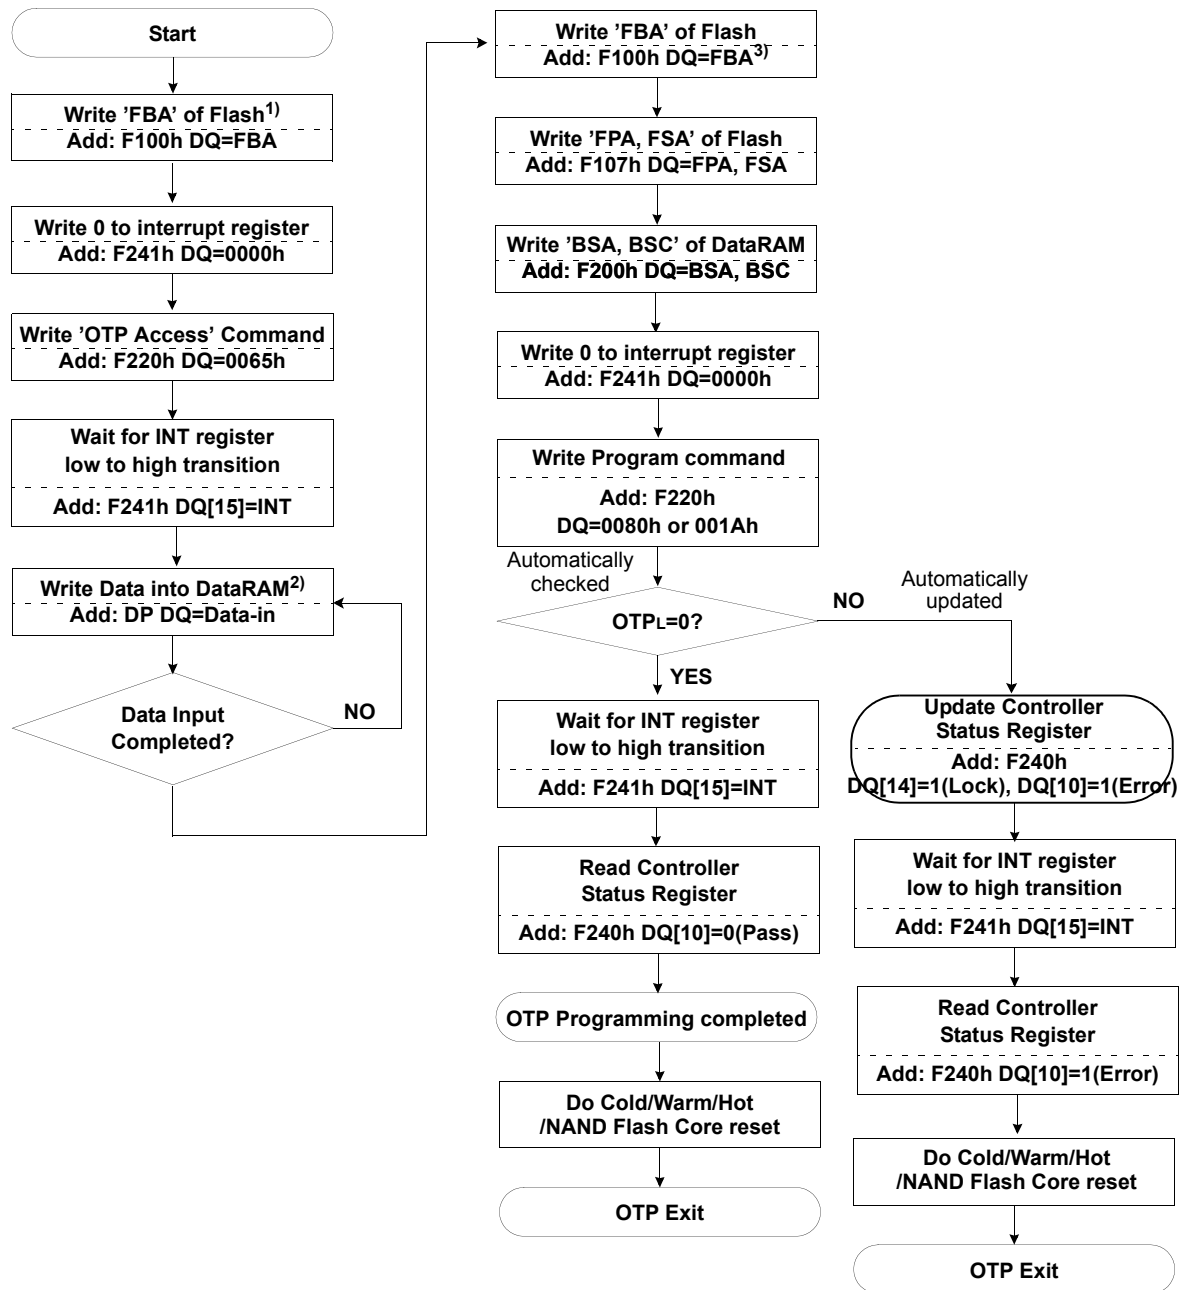 Start
Write ’FBA’ of Flash1)
Add: F100h DQ=FBA
Write 0 to interrupt register
Add: F241h DQ=0000h
Write ’OTP Access’ Command
Add: F220h DQ=0065h
Wait for INT register
low to high transition
Add: F241h DQ[15]=INT
Write Data into DataRAM2)
Add: DP DQ=Data-in
Data Input
Completed?
NO
Write ’FBA’ of Flash
Add: F100h DQ=FBA3)
Write ’FPA, FSA’ of Flash
Add: F107h DQ=FPA, FSA
Write ’BSA, BSC’ of DataRAM
Add: F200h DQ=BSA, BSC
Write 0 to interrupt register
Add: F241h DQ=0000h
Write Program command
Add: F220h
DQ=0080h or 001Ah
Automatically
checked
OTPL=0?
YES
Wait for INT register
low to high transition
Add: F241h DQ[15]=INT
Read Controller
Status Register
Add: F240h DQ[10]=0(Pass)
OTP Programming completed
Do Cold/Warm/Hot
/NAND Flash Core reset
OTP Exit
NO
Automatically
updated
Update Controller
Status Register
Add: F240h
DQ[14]=1(Lock), DQ[10]=1(Error)
Wait for INT register
low to high transition
Add: F241h DQ[15]=INT
Read Controller
Status Register
Add: F240h DQ[10]=1(Error)
Do Cold/Warm/Hot
/NAND Flash Core reset
OTP Exit